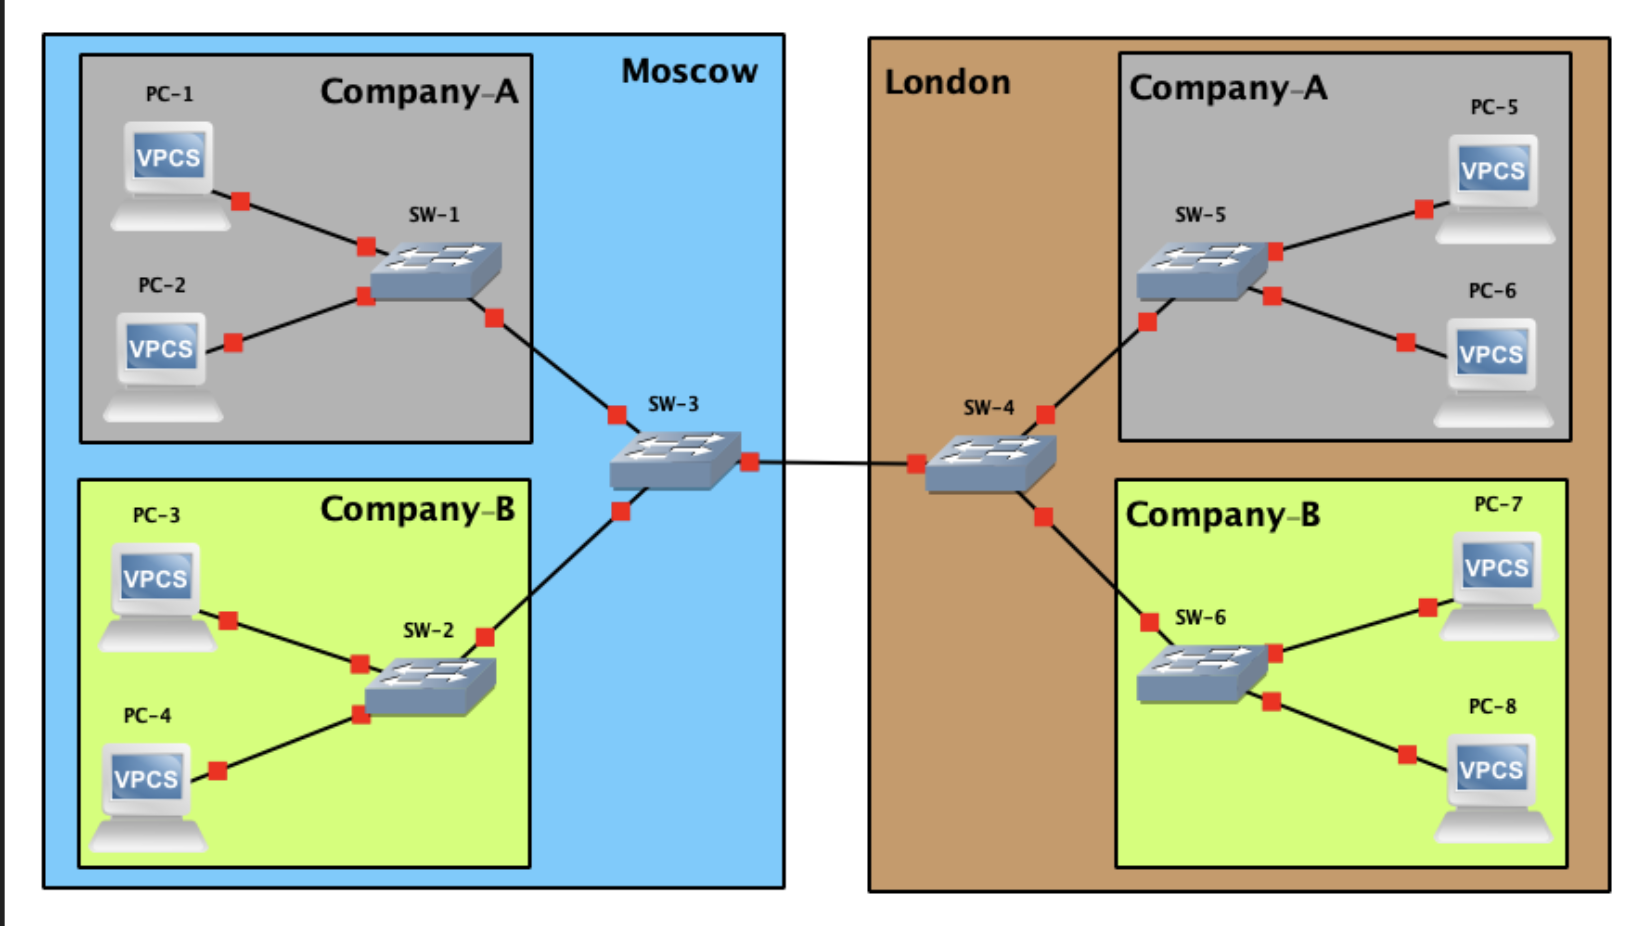 Moscow
Company-A
PC-1
VPCS
SW-1
PC-2
VPCS
SW-3
Company-B
PC-3
VPCS
SW-2
PC-4
VPCS
London
Company-A
PC-5
VPCS
SW-5
PC-6
VPCS
SW-4
Company-B
PC-7
VPCS
SW-6
PC-8
VPCS